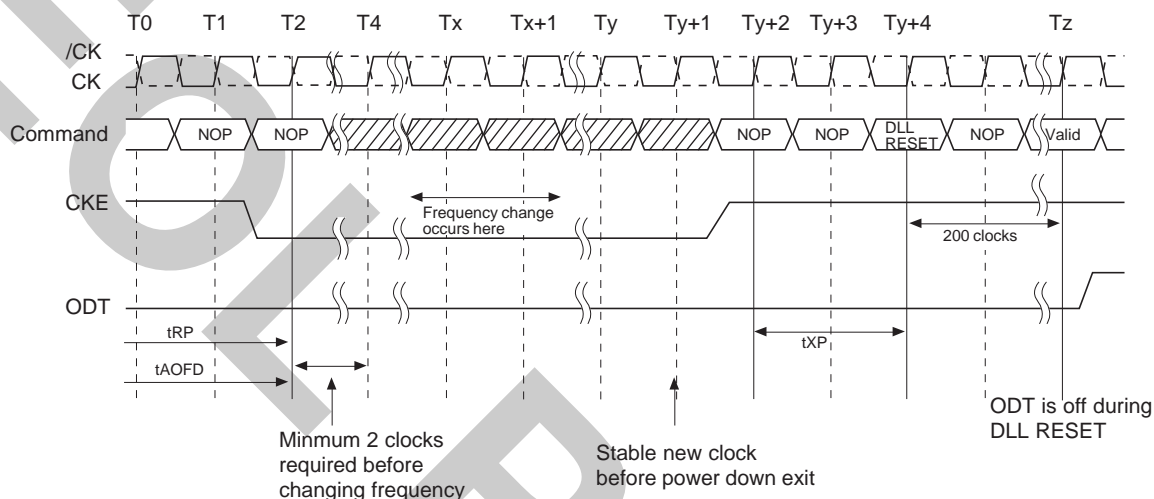 T0 T1 T2 T4 Tx Tx+1 Ty Ty+1 Ty+2 Ty+3 Ty+4 Tz
/CK
CK
Command NOP NOP NOP NOP DLL RESET NOP Valid
CKE
Frequency change
occurs here
200 clocks
ODT
tRP
tXP
tAOFD
Minmum 2 clocks
required before
changing frequency
Stable new clock
before power down exit
ODT is off during
DLL RESET